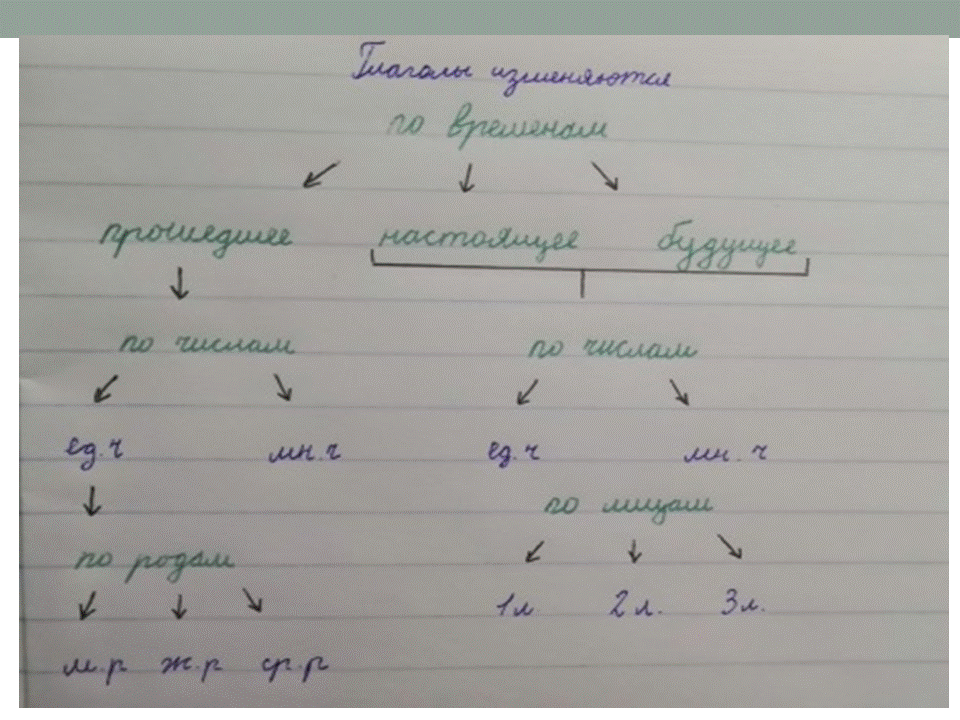 Глаголы изменяются
по временам
прошедшее настоящее будущее
по числам по числам
ед.ч мн.ч ед.ч мн.ч
по лицам
по родам
1л 2л. 3л.
м.р ж.р ср.р